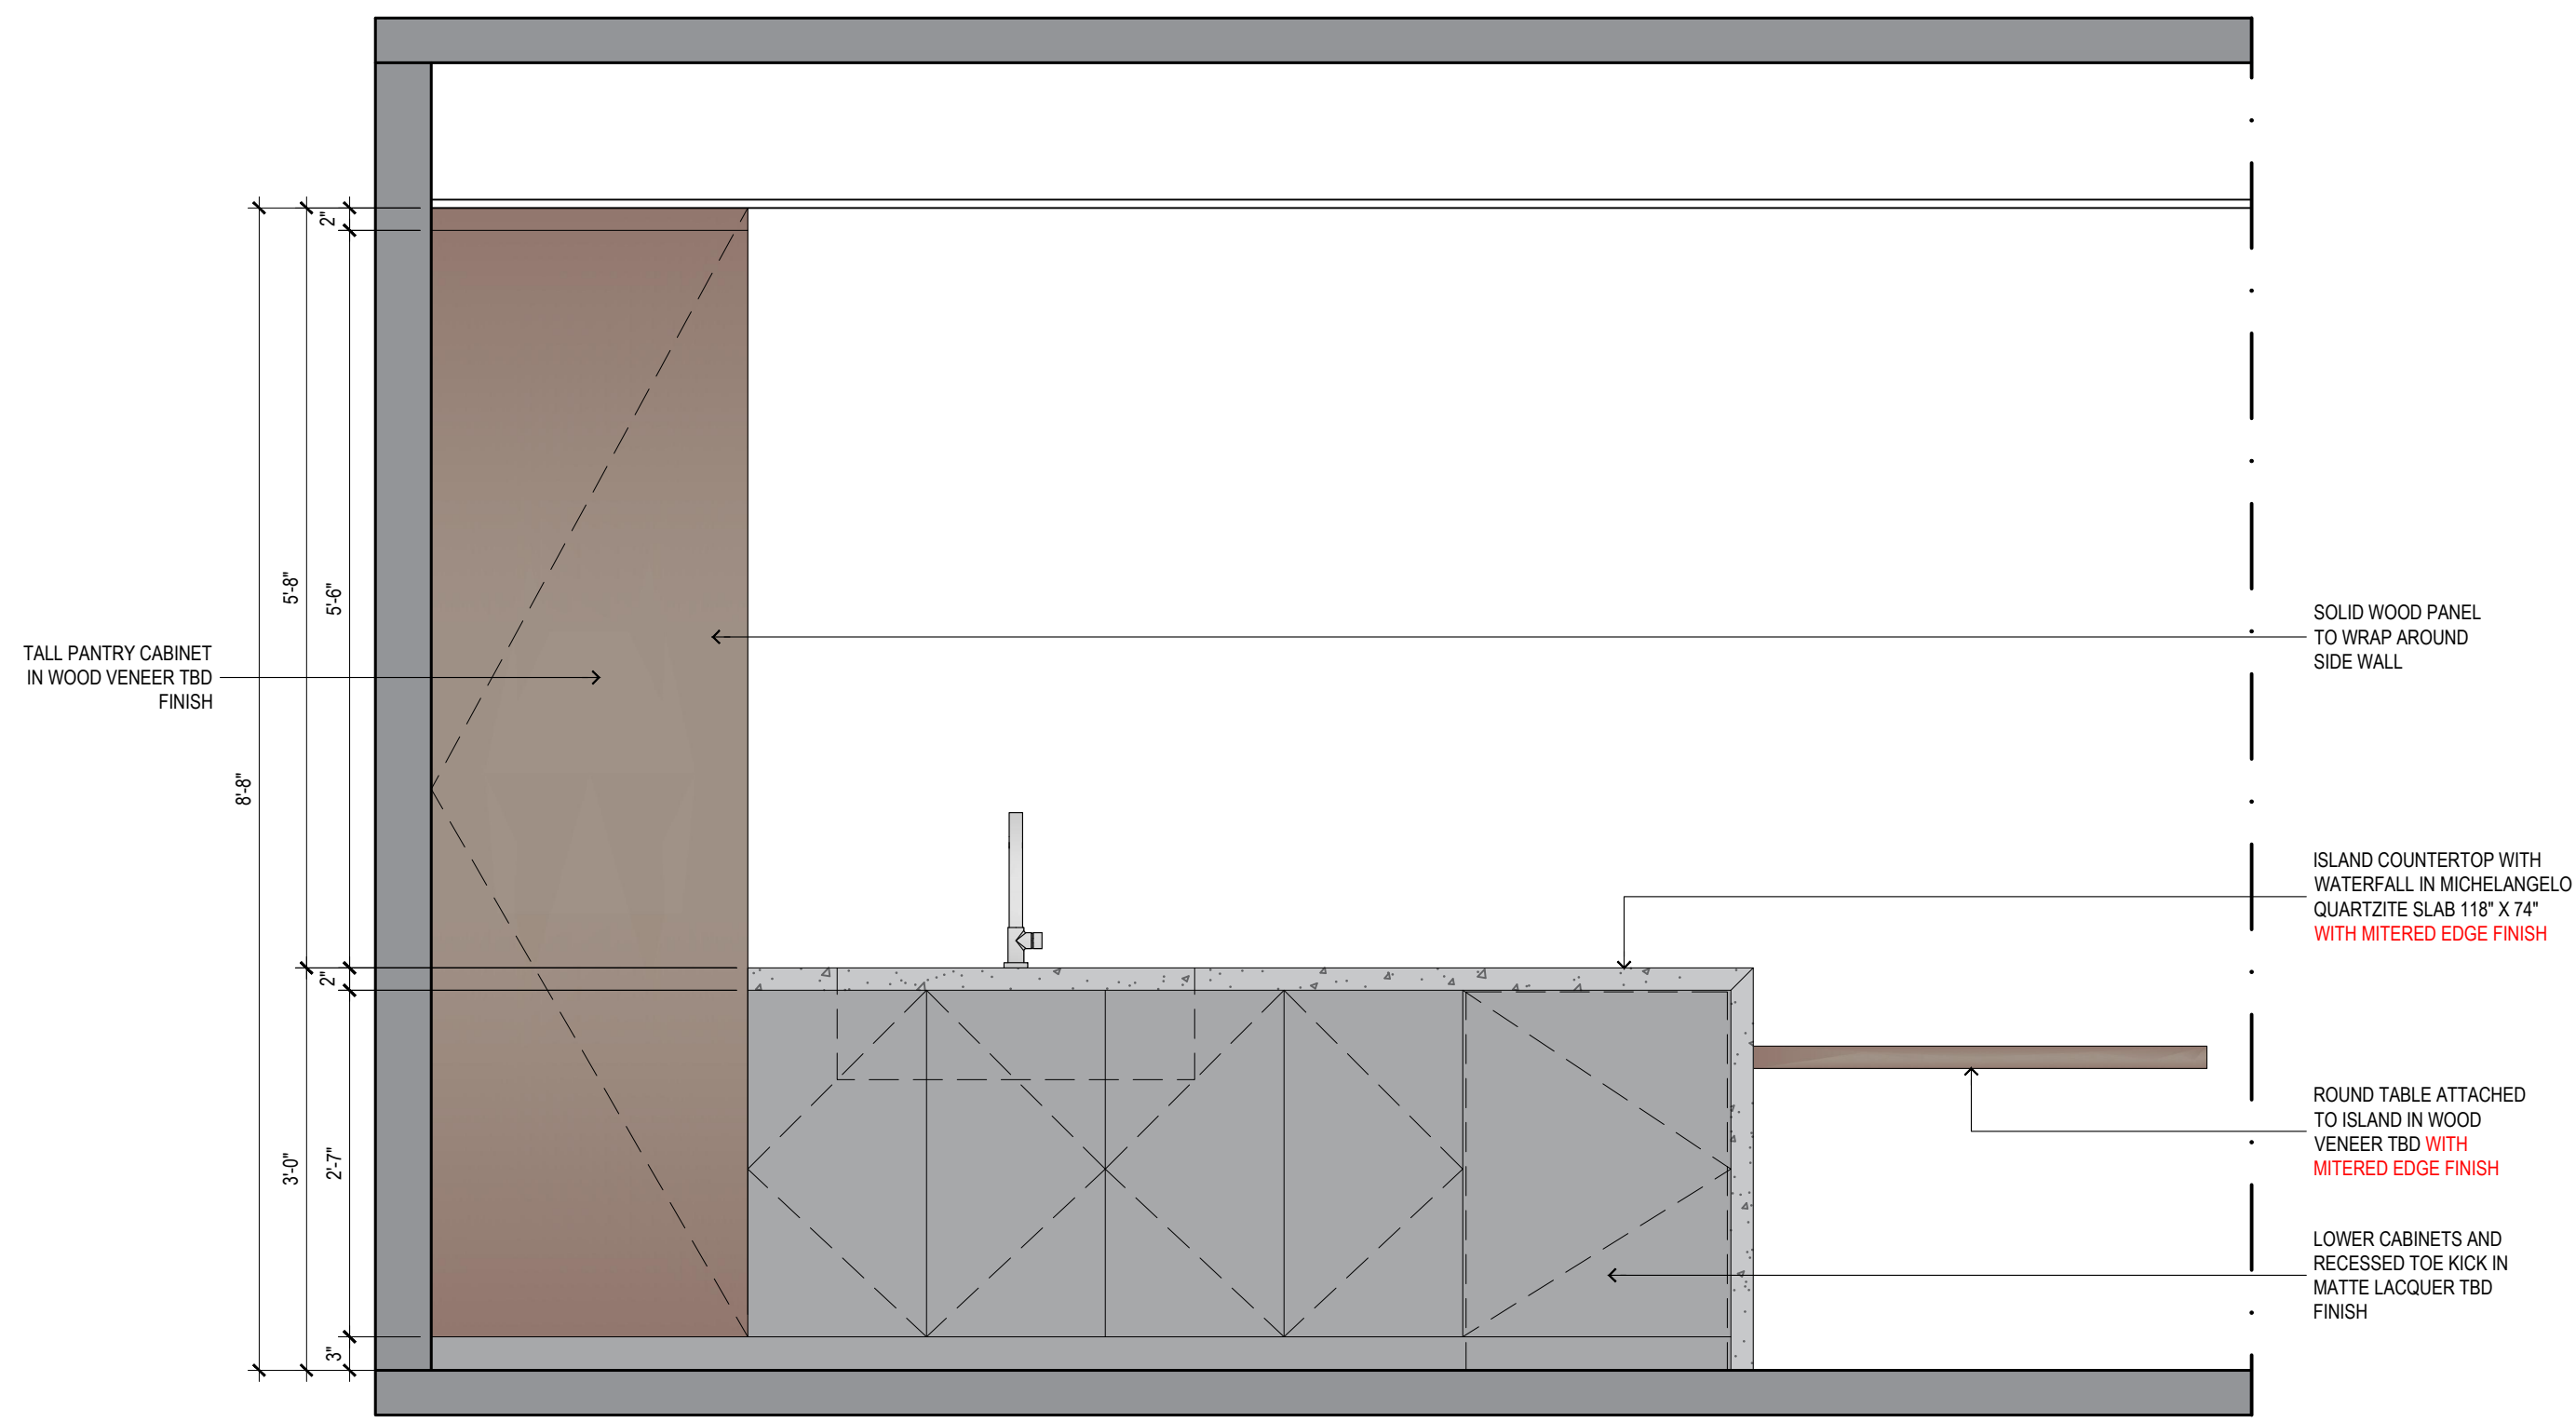 2"
5'-8"
5'-6"
8'-8"
2"
3'-0"
2'-7"
3"
TALL PANTRY CABINET
IN WOOD VENEER TBD
FINISH
SOLID WOOD PANEL
TO WRAP AROUND
SIDE WALL
ISLAND COUNTERTOP WITH
WATERFALL IN MICHELANGELO
QUARTZITE SLAB 118" X 74"
WITH MITERED EDGE FINISH
ROUND TABLE ATTACHED
TO ISLAND IN WOOD
VENEER TBD WITH
MITERED EDGE FINISH
LOWER CABINETS AND
RECESSED TOE KICK IN
MATTE LACQUER TBD
FINISH